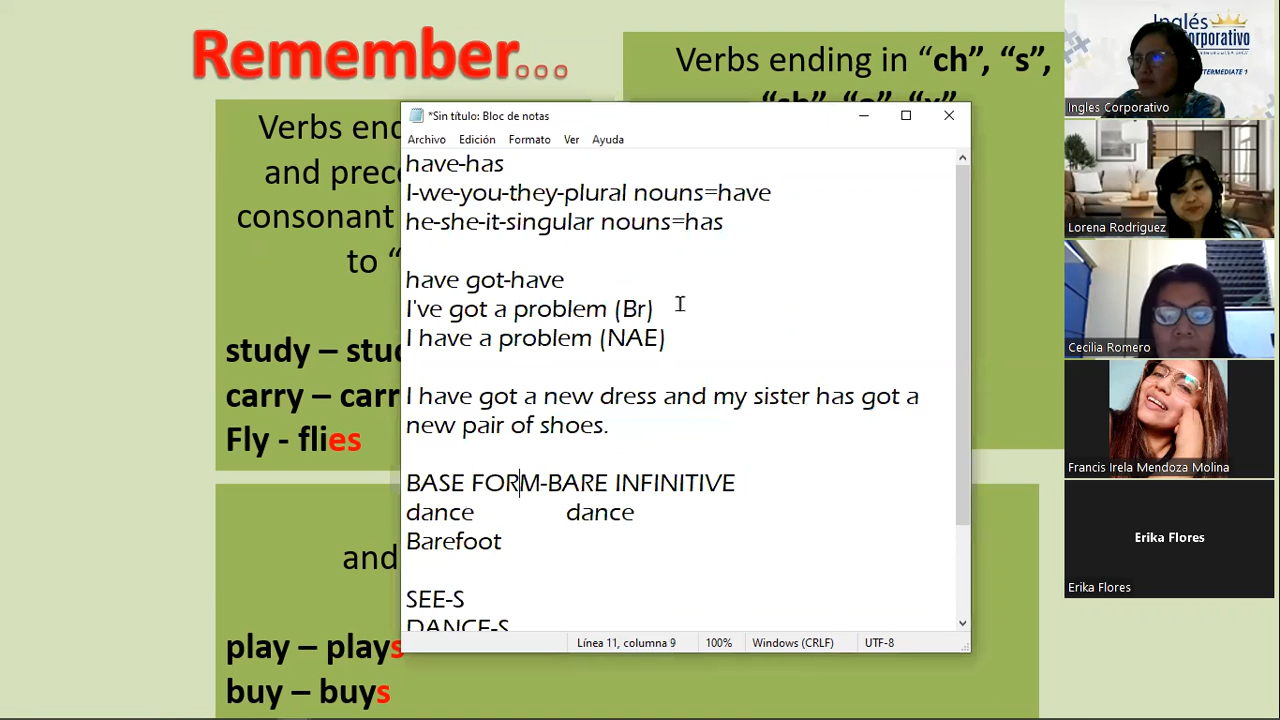 Remember...
Verbs ending in “ch”, “s”,
“sh”, “o”, “x”
Verbs end
and prece
consonant
to “
study – stud
carry – carr
Fly - flies
and
play – plays
buy – buys
*Sin título: Bloc de notas
Archivo Edición Formato Ver Ayuda
have-has
I-we-you-they-plural nouns=have
he-she-it-singular nouns=has
have got-have
I've got a problem (Br)
I have a problem (NAE)
I have got a new dress and my sister has got a
new pair of shoes.
BASE FORM-BARE INFINITIVE
dance dance
Barefoot
SEE-S
DANCE-S
Línea 11, columna 9 100% Windows (CRLF) UTF-8
Inglés
Corporativo
INTERMEDIATE 1
Ingles Corporativo
Lorena Rodriguez
Cecilia Romero
Francis Irela Mendoza Molina
Erika Flores
Erika Flores